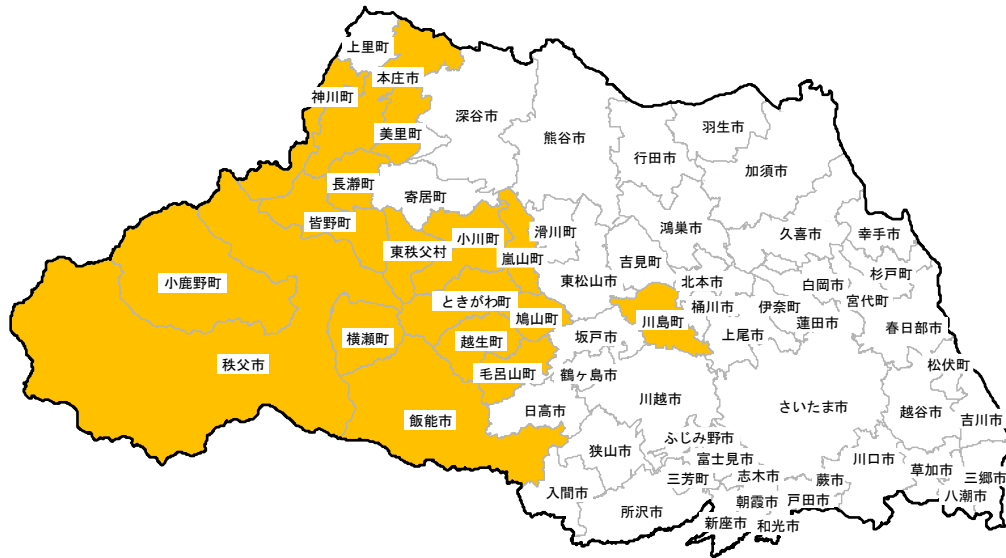 上里町
本庄市
神川町
深谷市
羽生市
美里町
熊谷市
行田市
加須市
長瀞町
寄居町
皆野町
小川町
滑川町
鴻巣市
久喜市
幸手市
東秩父村
嵐山町
吉見町
小鹿野町
東松山市
北本市
白岡市
杉戸町
ときがわ町
桶川市
伊奈町
宮代町
鳩山町
川島町
蓮田市
横瀬町
越生町
坂戸市
上尾市
春日部市
秩父市
毛呂山町
鶴ヶ島市
松伏町
飯能市
日高市
川越市
さいたま市
越谷市
吉川市
狭山市
ふじみ野市
富士見市
川口市
三芳町
志木市
蕨市
草加市
三郷市
入間市
朝霞市
戸田市
八潮市
所沢市
新座市
和光市